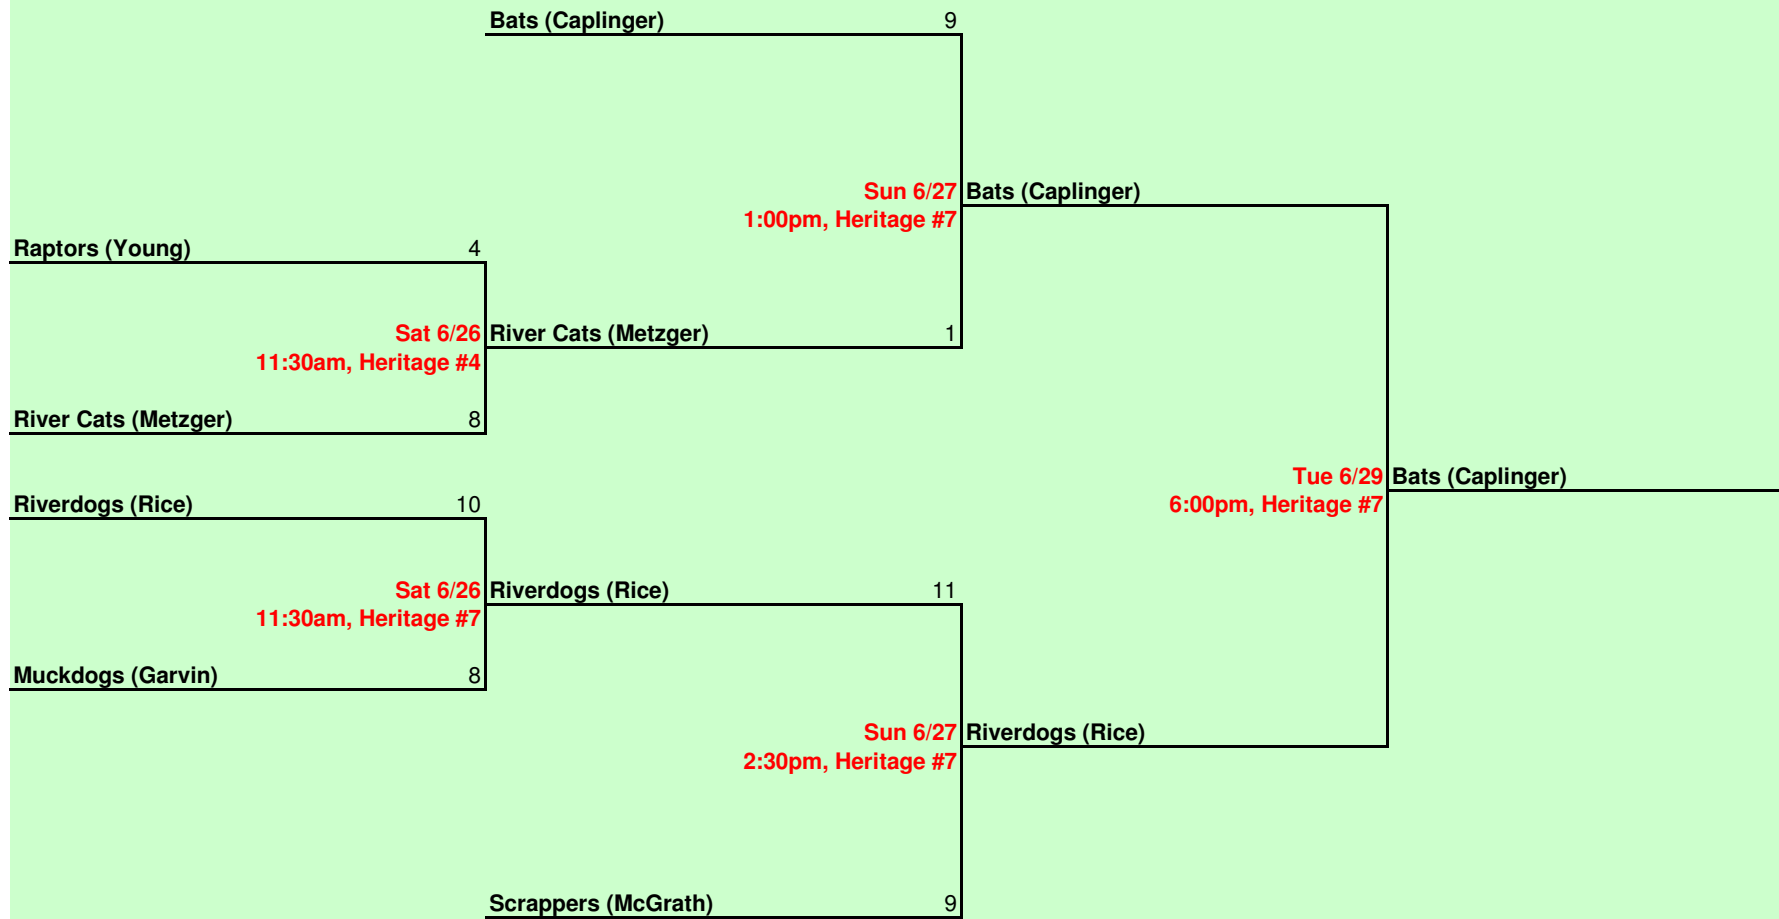 Bats (Caplinger) 9
Sun 6/27 Bats (Caplinger)
1:00pm, Heritage #7
Raptors (Young) 4
Sat 6/26 River Cats (Metzger) 1
11:30am, Heritage #4
River Cats (Metzger) 8
Tue 6/29 Bats (Caplinger)
6:00pm, Heritage #7
Riverdogs (Rice) 10
Sat 6/26 Riverdogs (Rice) 11
11:30am, Heritage #7
Muckdogs (Garvin) 8
Sun 6/27 Riverdogs (Rice)
2:30pm, Heritage #7
Scrappers (McGrath) 9